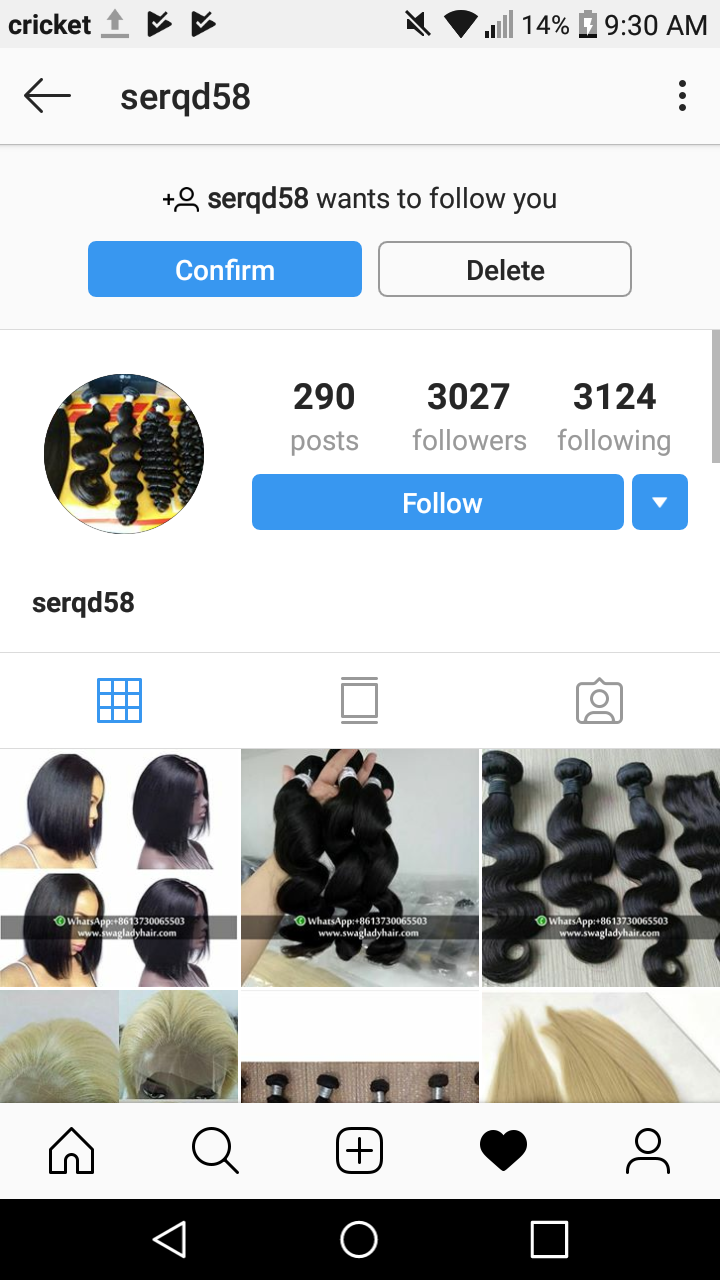 cricket 14% 9:30 AM
serqd58
serqd58 wants to follow you
Confirm Delete
290 3027 3124
posts followers following
Follow
serqd58
WhatsApp:+8613730065503
www.swagladyhair.com
WhatsApp:+8613730065503
www.swagladyhair.com
WhatsApp:+8613730065503
www.swagladyhair.com